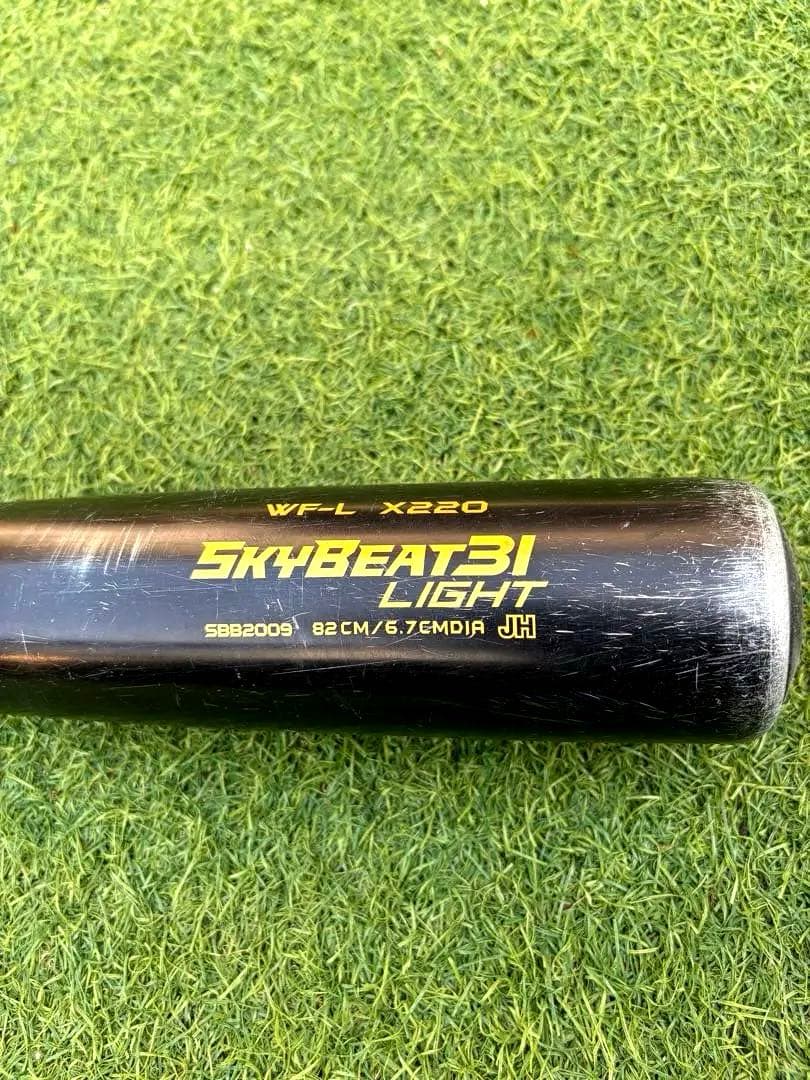 WF-L X220
SKYBEAT31
LIGHT
SBB2009 82CM/6.7CMDIA JH